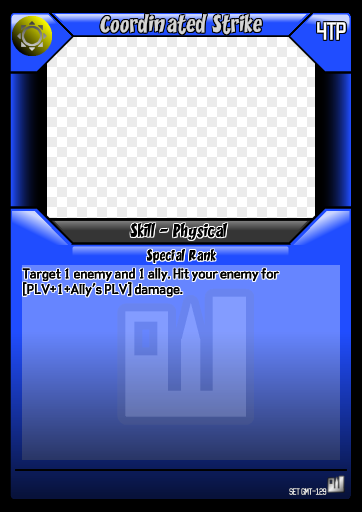 Coordinated Strike
4TP
Skill - Physical
Special Rank
Target 1 enemy and 1 ally. Hit your enemy for
[PLV+1+Ally's PLV] damage.
SET GMT-129